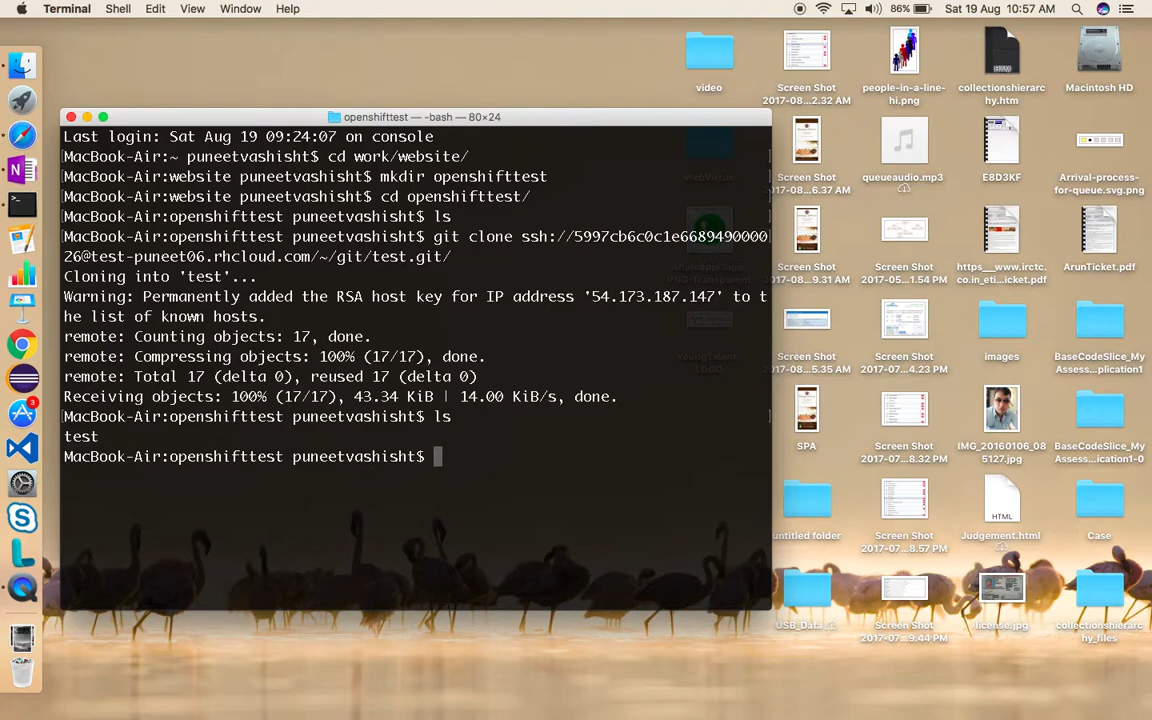 Terminal Shell Edit View Window Help 86% Sat 19 Aug 10:57 AM
openshifttest — -bash — 80×24
Last login: Sat Aug 19 09:24:07 on console
[MacBook-Air:~ puneetvashisht$ cd work/website/ ]
[MacBook-Air:website puneetvashisht$ mkdir openshifttest ]
[MacBook-Air:website puneetvashisht$ cd openshifttest/ ]
[MacBook-Air:openshifttest puneetvashisht$ ls ]
[MacBook-Air:openshifttest puneetvashisht$ git clone ssh://5997cb6c0c1e6689490000]
26@test-puneet06.rhcloud.com/~/git/test.git/
Cloning into 'test'...
Warning: Permanently added the RSA host key for IP address '54.173.187.147' to t
he list of known hosts.
remote: Counting objects: 17, done.
remote: Compressing objects: 100% (17/17), done.
remote: Total 17 (delta 0), reused 17 (delta 0)
Receiving objects: 100% (17/17), 43.34 KiB | 14.00 KiB/s, done.
[MacBook-Air:openshifttest puneetvashisht$ ls ]
test
MacBook-Air:openshifttest puneetvashisht$
3
video
Screen Shot
2017-08...2.32 AM
people-in-a-line-
hi.png
collectionshierarc
hy.htm
Macintosh HD
Screen Shot
2017-08...6.37 AM
queueaudio.mp3
E8D3KF
Arrival-process-
for-queue.svg.png
Screen Shot
2017-08...9.31 AM
Screen Shot
2017-05...1.54 PM
https___www.irctc.
co.in_eti...icket.pdf
ArunTicket.pdf
Screen Shot
2017-08...5.35 AM
Screen Shot
2017-07...4.23 PM
images
BaseCodeSlice_My
Assess...plication1
SPA
Screen Shot
2017-07...8.32 PM
IMG_20160106_08
5127.jpg
BaseCodeSlice_My
Assess...ication1-0
untitled folder
Screen Shot
2017-07...8.57 PM
HTML
Judgement.html
Case
USB_Data
Screen Shot
2017-07...9.44 PM
license.jpg
collectionshierarc
hy_files